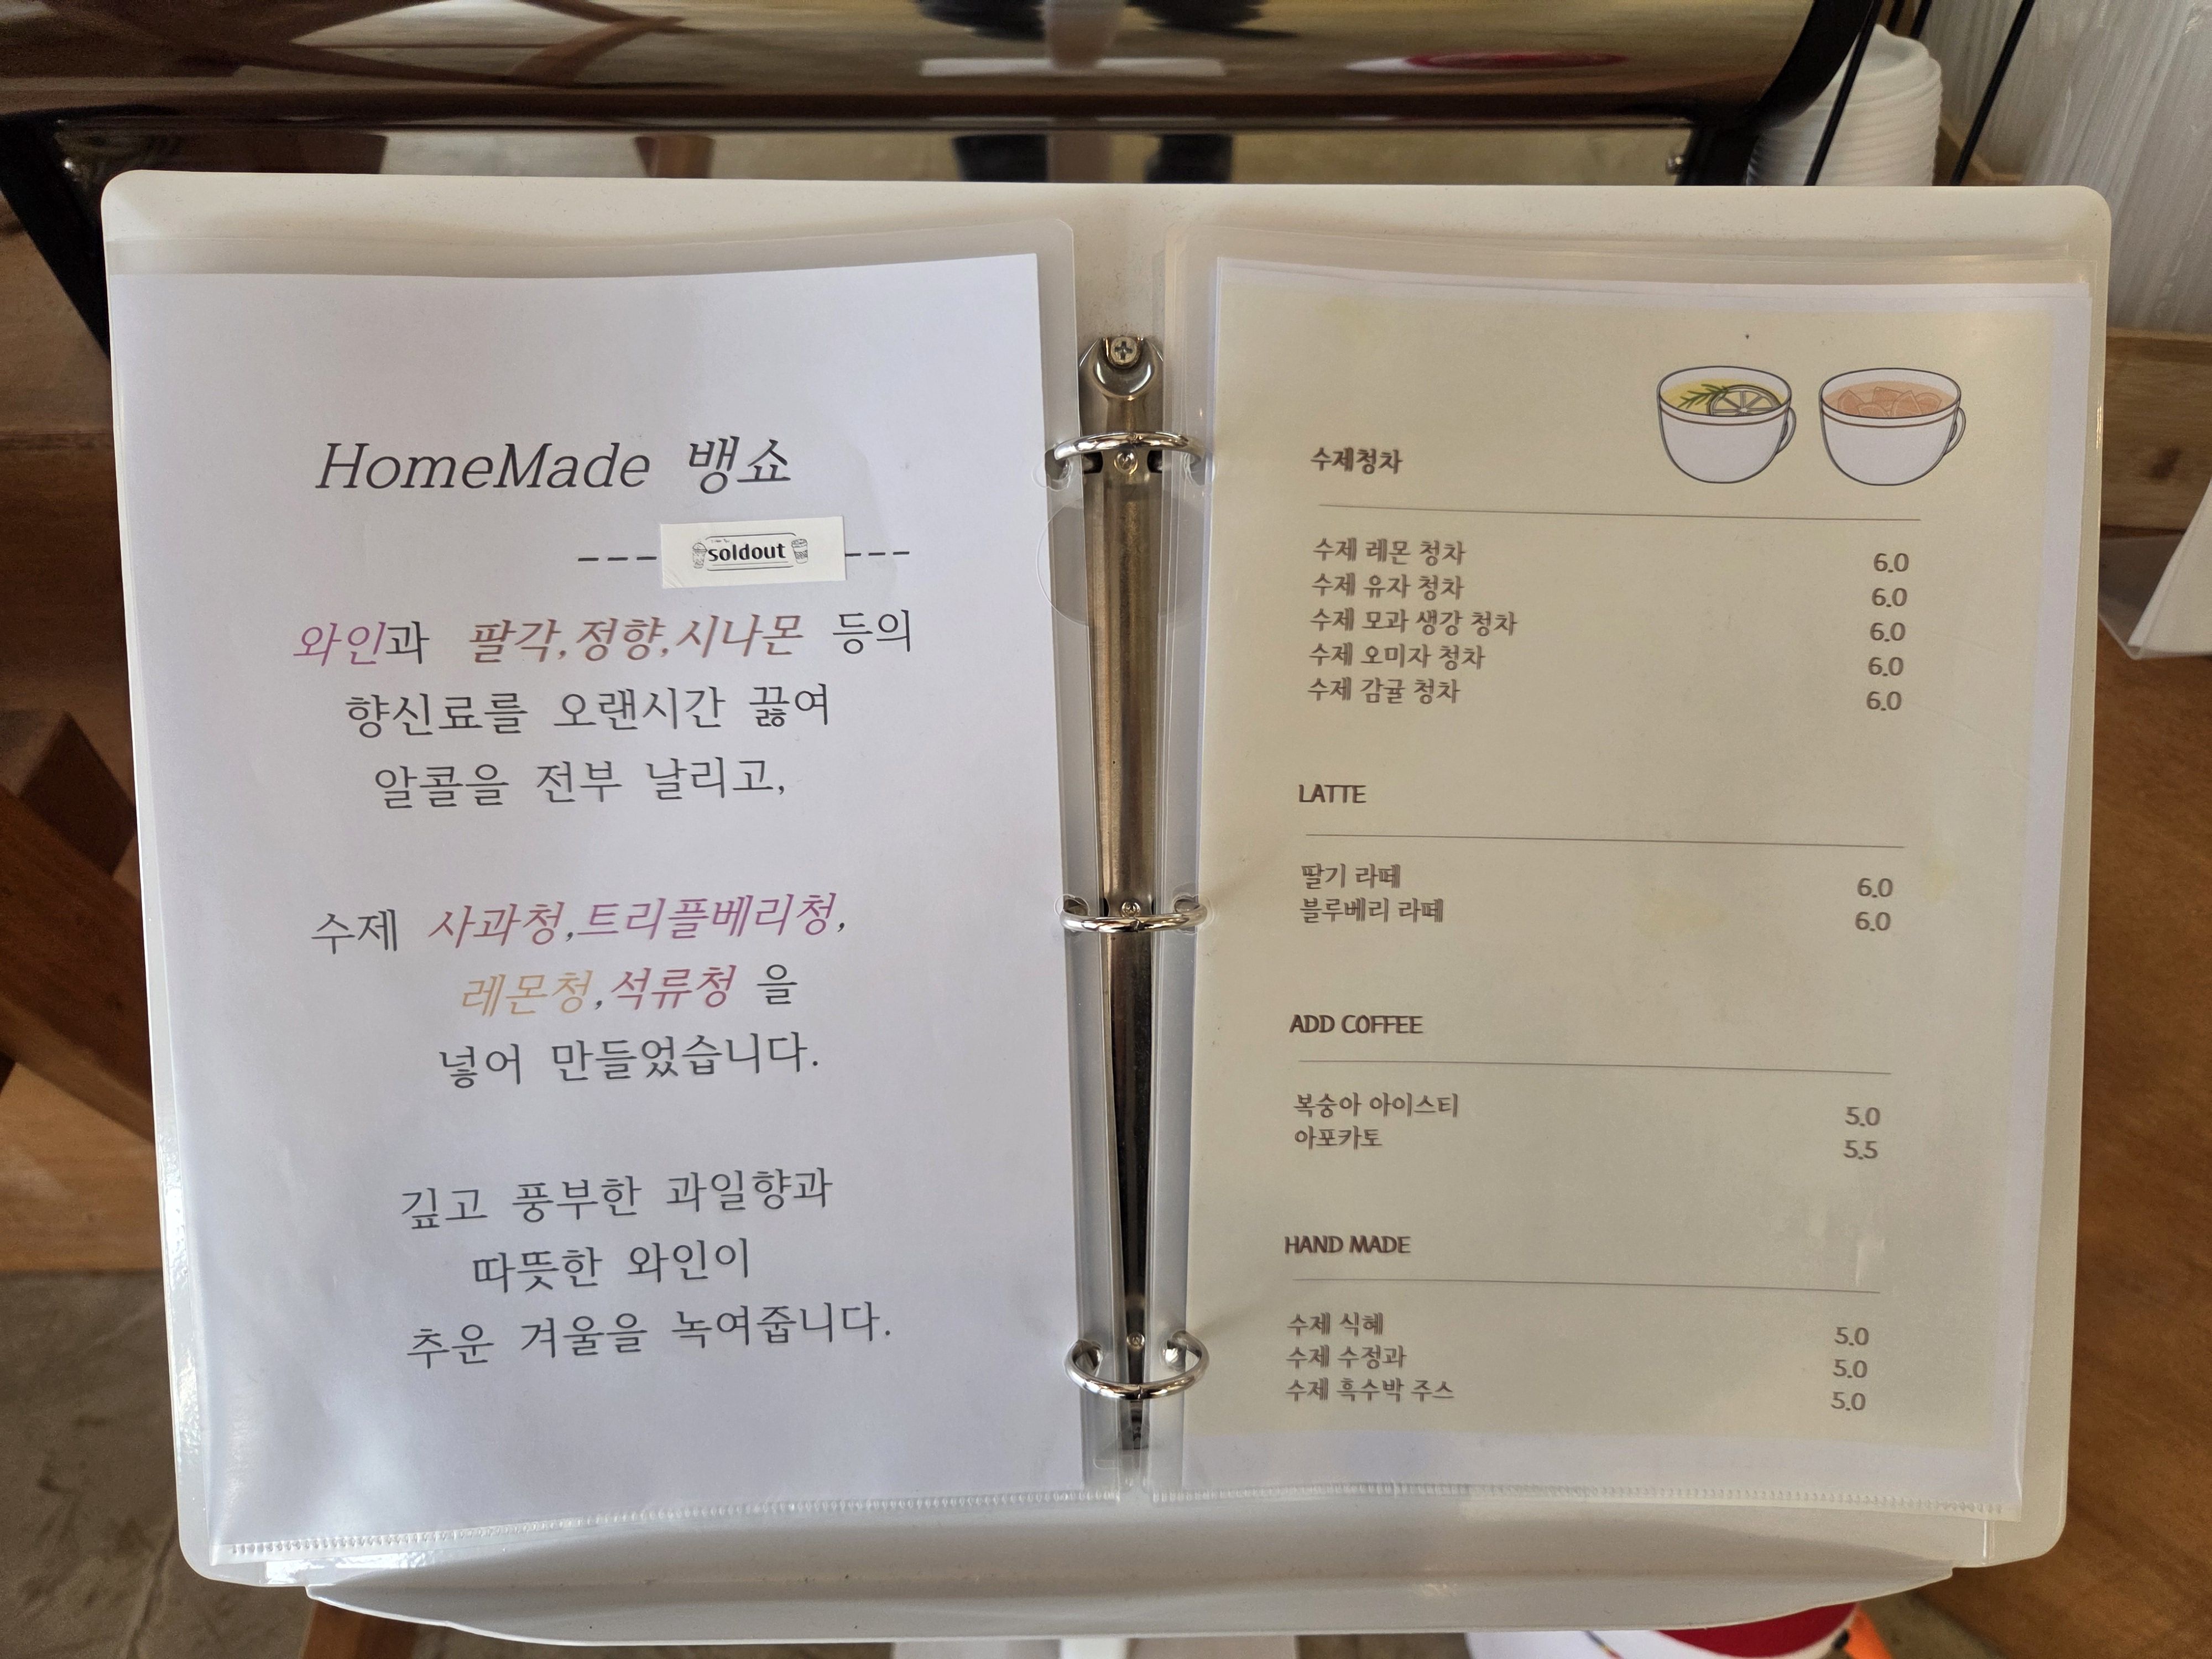 HomeMade 뱅쇼
soldout
와인과 팔각,정향,시나몬 등의
향신료를 오랜시간 끓여
알콜을 전부 날리고,
수제 사과청,트리플베리청,
레몬청,석류청 을
넣어 만들었습니다.
깊고 풍부한 과일향과
따뜻한 와인이
추운 겨울을 녹여줍니다.
수제청차
수제 레몬 청차 6.0
수제 유자 청차 6.0
수제 모과 생강 청차 6.0
수제 오미자 청차 6.0
수제 감귤 청차 6.0
LATTE
딸기 라떼 6.0
블루베리 라떼 6.0
ADD COFFEE
복숭아 아이스티 5.0
아포카토 5.5
HAND MADE
수제 식혜 5.0
수제 수정과 5.0
수제 흑수박 주스 5.0